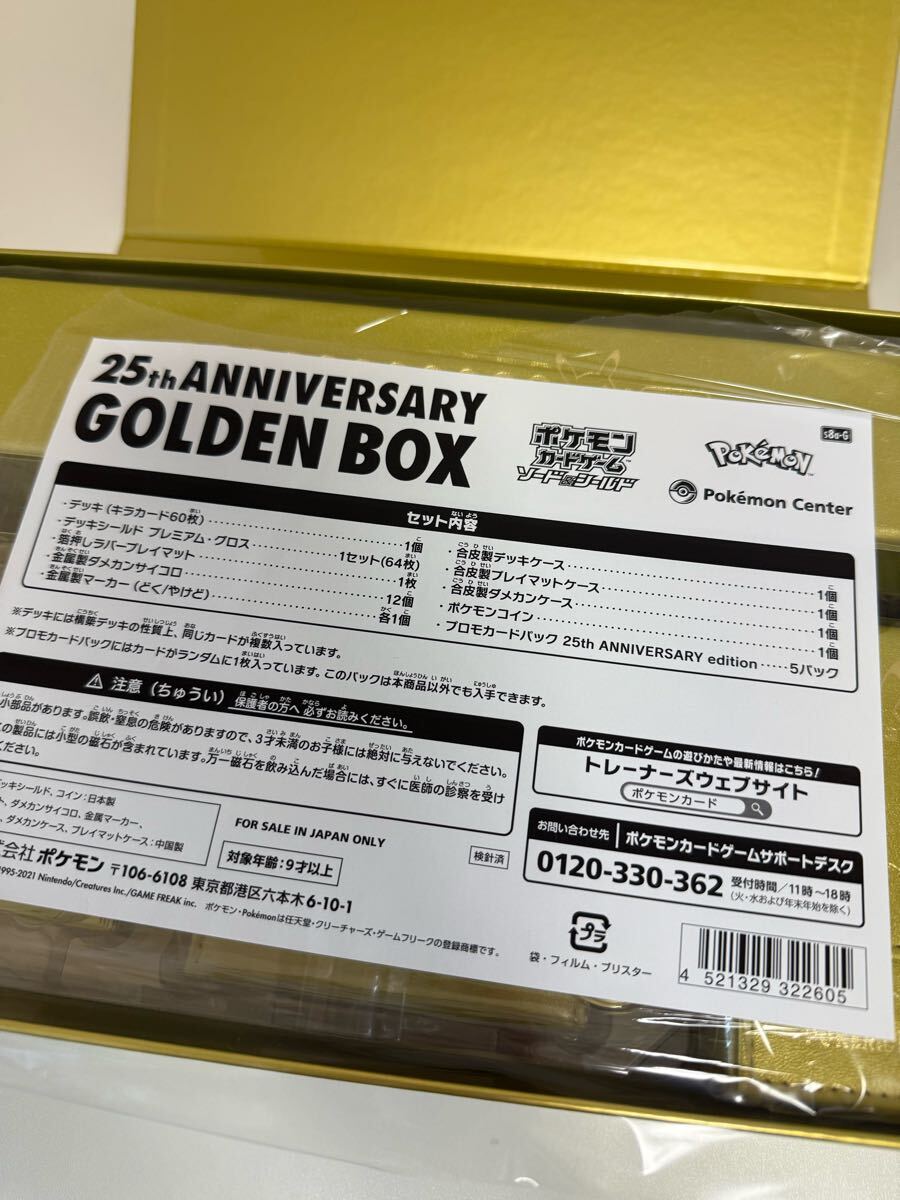 25th ANNIVERSARY
GOLDEN BOX
ポケモン
カードゲーム
ソード&シールド
s8a-G
Pokémon
Pokémon Center
セット内容
・デッキ(キラカード60枚) 1個
・デッキシールド プレミアム・グロス 1セット(64枚)
・箔押しラバープレイマット 1枚
・金属製ダメカンサイコロ 12個
・金属製マーカー(どく/やけど) 各1個
・合皮製デッキケース 1個
・合皮製プレイマットケース 1個
・合皮製ダメカンケース 1個
・ポケモンコイン 1個
・プロモカードパック 25th ANNIVERSARY edition 5パック
※デッキには構築デッキの性質上、同じカードが複数入っています。
※プロモカードパックにはカードがランダムに1枚入っています。このパックは本商品以外でも入手できます。
⚠ 注意(ちゅうい) 保護者の方へ 必ずお読みください。
小部品があります。誤飲・窒息の危険がありますので、3才未満のお子様には絶対に与えないでください。
の製品には小型の磁石が含まれています。万一磁石を飲み込んだ場合には、すぐに医師の診察を受け
ください。
デッキシールド、コイン:日本製
ト、ダメカンサイコロ、金属マーカー、
、ダメカンケース、プレイマットケース:中国製
FOR SALE IN JAPAN ONLY
対象年齢:9才以上
検針済
会社 ポケモン 〒106-6108 東京都港区六本木6-10-1
1995-2021 Nintendo/Creatures Inc./GAME FREAK inc. ポケモン・Pokémonは任天堂・クリーチャーズ・ゲームフリークの登録商標です。
ポケモンカードゲームの遊びかたや最新情報はこちら!
トレーナーズウェブサイト
ポケモンカード
お問い合わせ先 ポケモンカードゲームサポートデスク
0120-330-362 受付時間/11時~18時
(火・水および年末年始を除く)
プラ
袋・フィルム・ブリスター
4 521329 322605